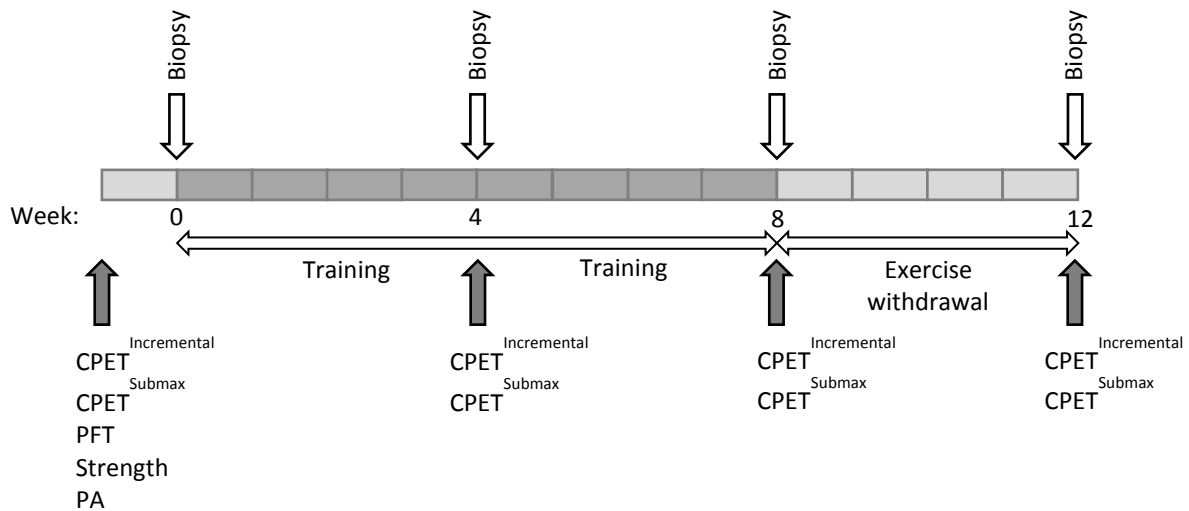 Biopsy
Biopsy
Biopsy
Biopsy
Week: 0 4 8 12
Training Training Exercise
withdrawal
CPET Incremental CPET Incremental CPET Incremental CPET Incremental
CPET Submax CPET Submax CPET Submax CPET Submax
PFT
Strength
PA